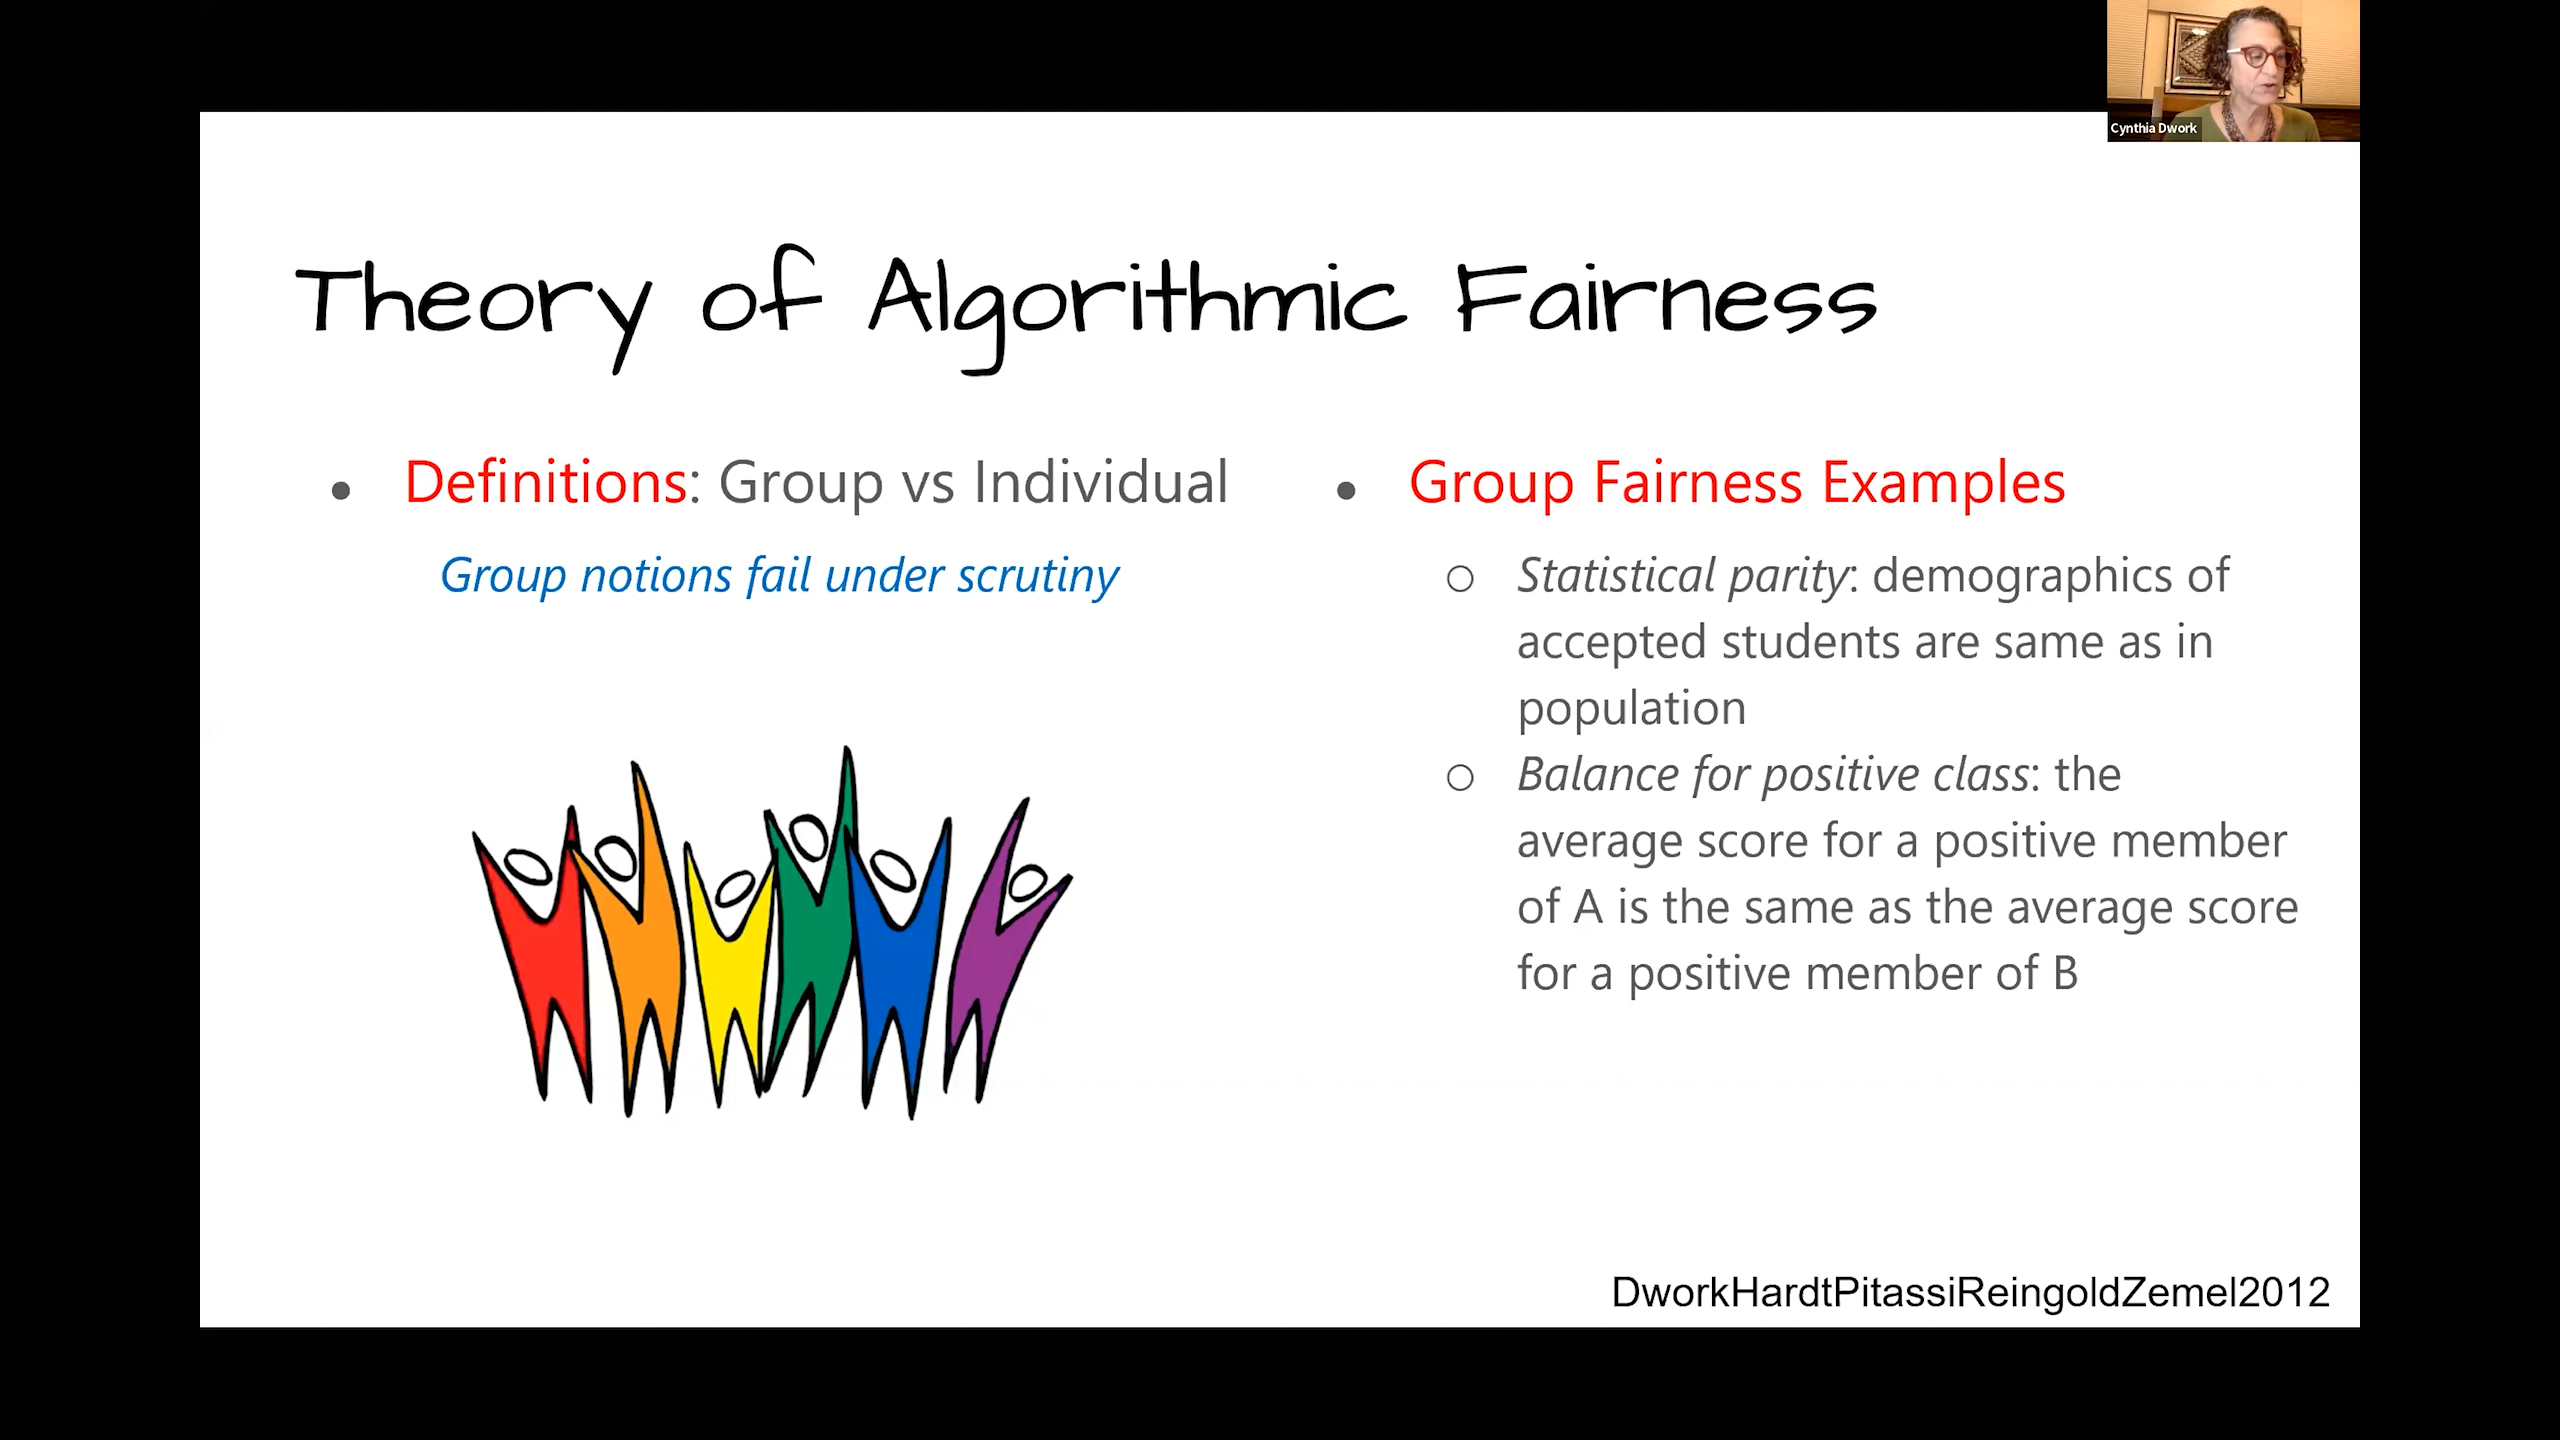 Cynthia Dwork
Theory of Algorithmic Fairness
• Definitions: Group vs Individual
Group notions fail under scrutiny
• Group Fairness Examples
○ Statistical parity: demographics of
accepted students are same as in
population
○ Balance for positive class: the
average score for a positive member
of A is the same as the average score
for a positive member of B
DworkHardtPitassiReingoldZemel2012